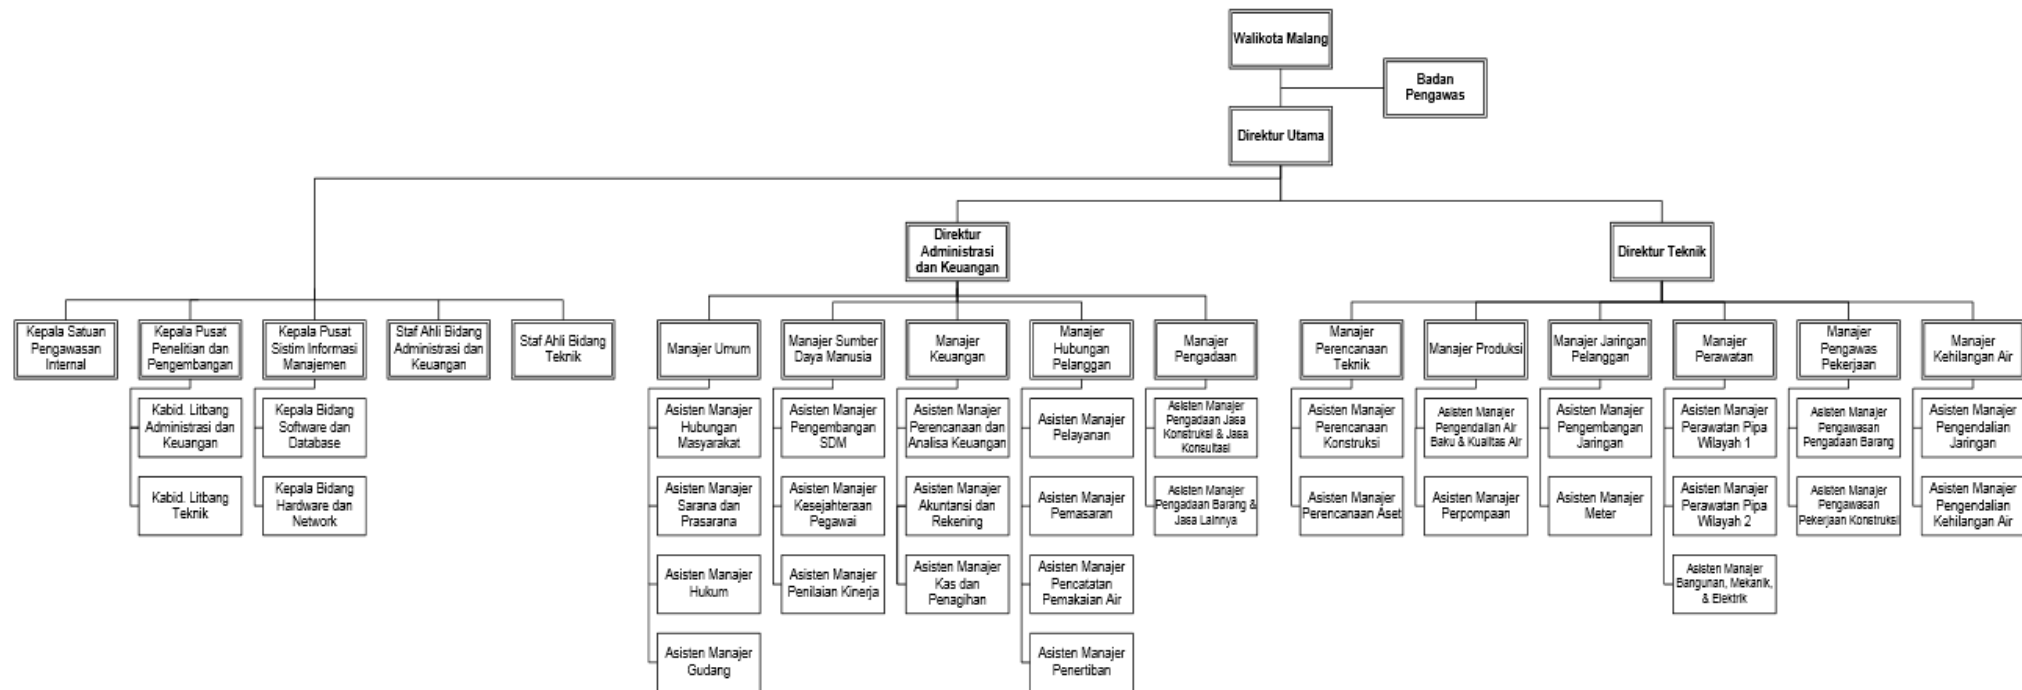 Walikota Malang
Badan
Pengawas
Direktur Utama
Direktur
Administrasi
dan Keuangan
Direktur Teknik
Kepala Satuan
Pengawasan
Internal
Kepala Pusat
Penelitian dan
Pengembangan
Kepala Pusat
Sistim Informasi
Manajemen
Staf Ahli Bidang
Administrasi dan
Keuangan
Staf Ahli Bidang
Teknik
Manajer Umum
Manajer Sumber
Daya Manusia
Manajer
Keuangan
Manajer
Hubungan
Pelanggan
Manajer
Pengadaan
Manajer
Perencanaan
Teknik
Manajer Produksi
Manajer Jaringan
Pelanggan
Manajer
Perawatan
Manajer
Pengawas
Pekerjaan
Manajer
Kehilangan Air
Kabid. Litbang
Administrasi dan
Keuangan
Kepala Bidang
Software dan
Database
Asisten Manajer
Hubungan
Masyarakat
Asisten Manajer
Pengembangan
SDM
Asisten Manajer
Perencanaan dan
Analisa Keuangan
Asisten Manajer
Pelayanan
Asisten Manajer
Pengadaan Jasa
Konstruksi & Jasa
Konsultasi
Asisten Manajer
Perencanaan
Konstruksi
Asisten Manajer
Pengendalian Air
Baku & Kualitas Air
Asisten Manajer
Pengembangan
Jaringan
Asisten Manajer
Perawatan Pipa
Wilayah 1
Asisten Manajer
Pengawasan
Pengadaan Barang
Asisten Manajer
Pengendalian
Jaringan
Kabid. Litbang
Teknik
Kepala Bidang
Hardware dan
Network
Asisten Manajer
Sarana dan
Prasarana
Asisten Manajer
Kesejahteraan
Pegawai
Asisten Manajer
Akuntansi dan
Rekening
Asisten Manajer
Pemasaran
Asisten Manajer
Pengadaan Barang &
Jasa Lainnya
Asisten Manajer
Perencanaan Aset
Asisten Manajer
Perpompaan
Asisten Manajer
Meter
Asisten Manajer
Perawatan Pipa
Wilayah 2
Asisten Manajer
Pengawasan
Pekerjaan Konstruksi
Asisten Manajer
Pengendalian
Kehilangan Air
Asisten Manajer
Hukum
Asisten Manajer
Penilaian Kinerja
Asisten Manajer
Kas dan
Penagihan
Asisten Manajer
Pencatatan
Pemakaian Air
Asisten Manajer
Bangunan, Mekanik,
& Elektrik
Asisten Manajer
Gudang
Asisten Manajer
Penertiban